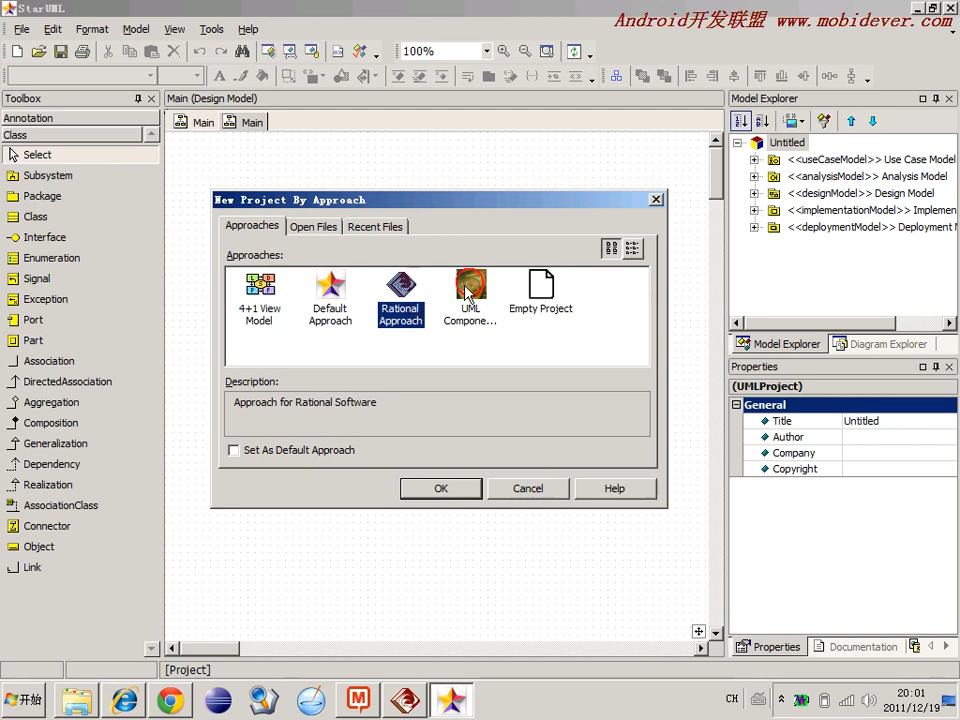 StarUML
Android开发联盟 www.mobidever.com
File Edit Format Model View Tools Help
100%
Toolbox
Main (Design Model)
Model Explorer
Annotation
Class
Main Main
Select
Subsystem
Package
Class
Interface
Enumeration
Signal
Exception
Port
Part
Association
DirectedAssociation
Aggregation
Composition
Generalization
Dependency
Realization
AssociationClass
Connector
Object
Link
New Project By Approach
Approaches Open Files Recent Files
Approaches:
4+1 View Model
Default Approach
Rational Approach
UML Compone...
Empty Project
Description:
Approach for Rational Software
Set As Default Approach
OK Cancel Help
Untitled
<<useCaseModel>> Use Case Model
<<analysisModel>> Analysis Model
<<designModel>> Design Model
<<implementationModel>> Implemen
<<deploymentModel>> Deployment M
Model Explorer Diagram Explorer
Properties
(UMLProject)
General
Title Untitled
Author
Company
Copyright
Properties Documentation
[Project]
开始
CH
20:01
2011/12/19